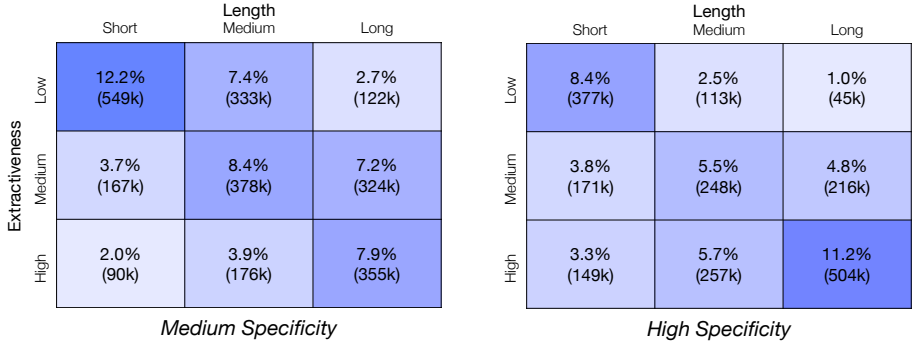 Length
Short Medium Long
Extractiveness
Low
12.2% 7.4% 2.7%
(549k) (333k) (122k)
Medium
3.7% 8.4% 7.2%
(167k) (378k) (324k)
High
2.0% 3.9% 7.9%
(90k) (176k) (355k)
Medium Specificity
Length
Short Medium Long
Low
8.4% 2.5% 1.0%
(377k) (113k) (45k)
Medium
3.8% 5.5% 4.8%
(171k) (248k) (216k)
High
3.3% 5.7% 11.2%
(149k) (257k) (504k)
High Specificity